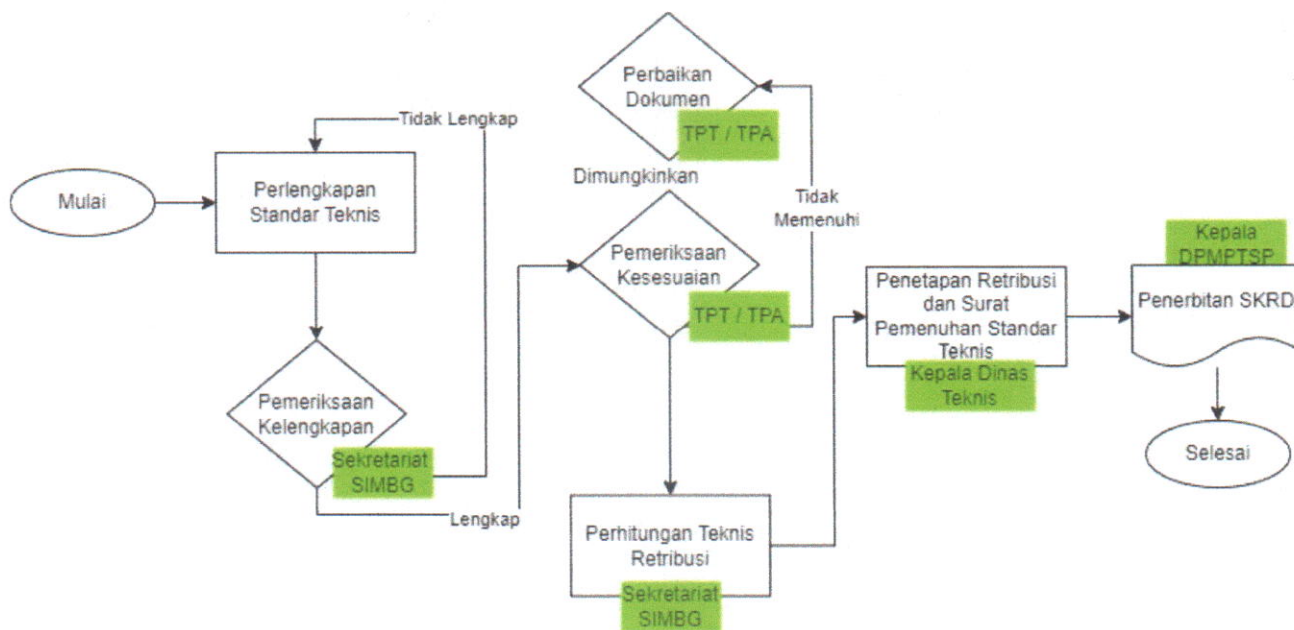 Mulai
Perlengkapan
Standar Teknis
Tidak Lengkap
Pemeriksaan
Kelengkapan
Sekretariat
SIMBG
Lengkap
Perbaikan
Dokumen
TPT / TPA
Dimungkinkan
Pemeriksaan
Kesesuaian
TPT / TPA
Tidak
Memenuhi
Perhitungan Teknis
Retribusi
Sekretariat
SIMBG
Penetapan Retribusi
dan Surat
Pemenuhan Standar
Teknis
Kepala Dinas
Teknis
Kepala
DPMPTSP
Penerbitan SKRD
Selesai